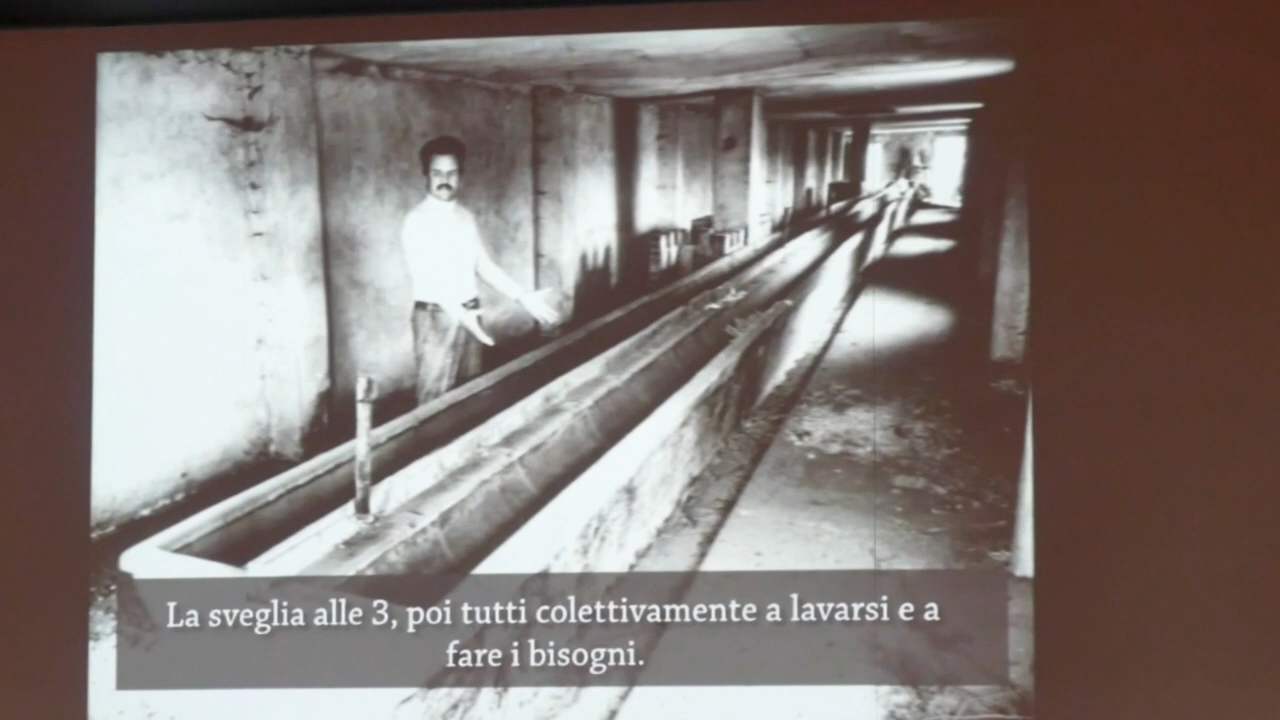 La sveglia alle 3, poi tutti colettivamente a lavarsi e a
fare i bisogni.